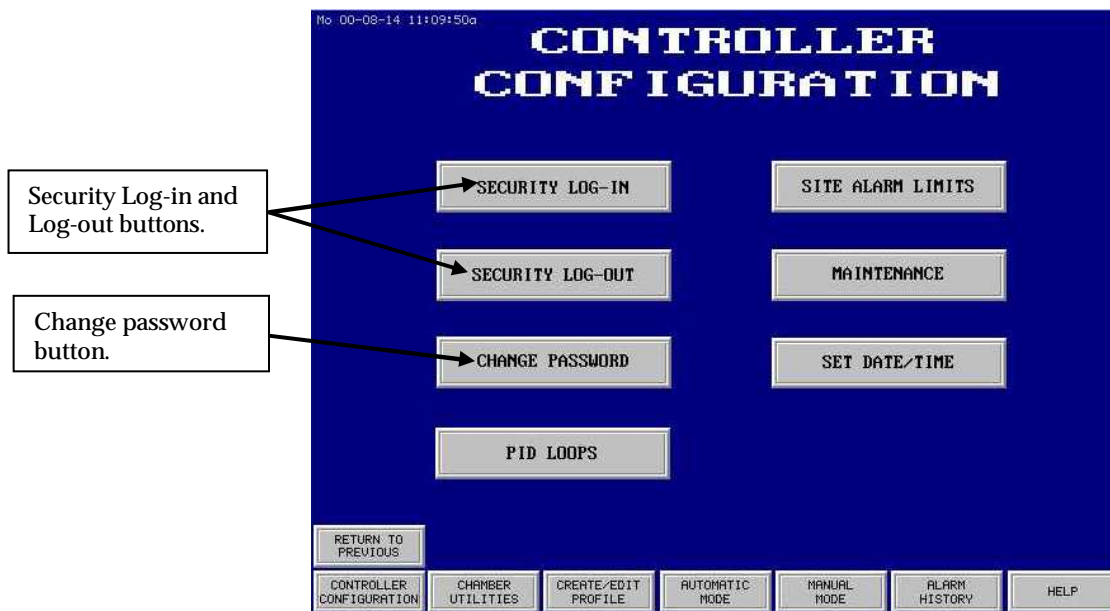 Mo 00-08-14 11:09:50a
CONTROLLER
CONFIGURATION
Security Log-in and
Log-out buttons.
Change password
button.
SECURITY LOG-IN
SITE ALARM LIMITS
SECURITY LOG-OUT
MAINTENANCE
CHANGE PASSWORD
SET DATE/TIME
PID LOOPS
RETURN TO
PREVIOUS
CONTROLLER
CONFIGURATION
CHAMBER
UTILITIES
CREATE/EDIT
PROFILE
AUTOMATIC
MODE
MANUAL
MODE
ALARM
HISTORY
HELP